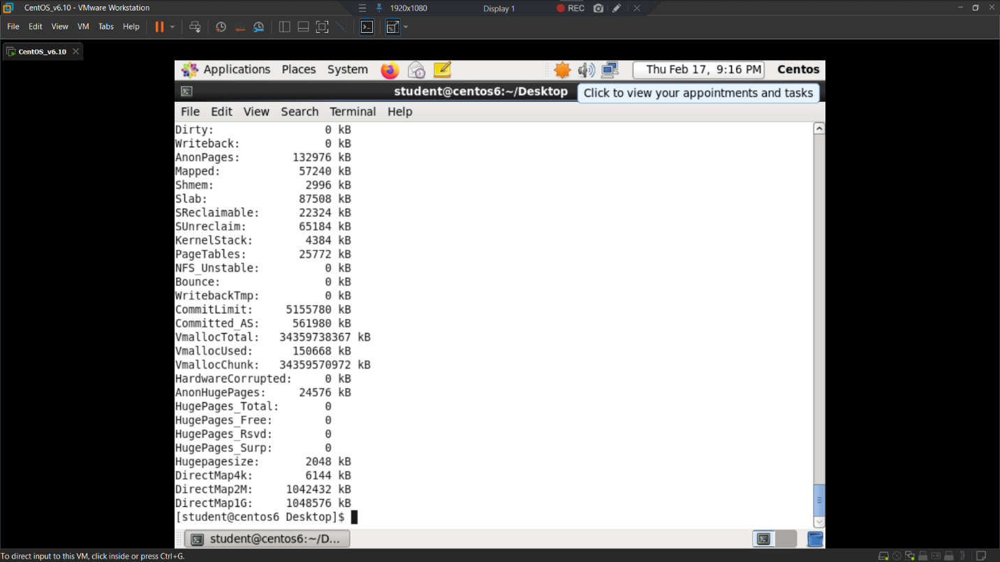 CentOS_v6.10 - VMware Workstation
1920x1080 Display 1 REC
File Edit View VM Tabs Help
CentOS_v6.10
Applications Places System Thu Feb 17, 9:16 PM Centos
student@centos6:~/Desktop
Click to view your appointments and tasks
File Edit View Search Terminal Help
Dirty: 0 kB
Writeback: 0 kB
AnonPages: 132976 kB
Mapped: 57240 kB
Shmem: 2996 kB
Slab: 87508 kB
SReclaimable: 22324 kB
SUnreclaim: 65184 kB
KernelStack: 4384 kB
PageTables: 25772 kB
NFS_Unstable: 0 kB
Bounce: 0 kB
WritebackTmp: 0 kB
CommitLimit: 5155780 kB
Committed_AS: 561980 kB
VmallocTotal: 34359738367 kB
VmallocUsed: 150668 kB
VmallocChunk: 34359570972 kB
HardwareCorrupted: 0 kB
AnonHugePages: 24576 kB
HugePages_Total: 0
HugePages_Free: 0
HugePages_Rsvd: 0
HugePages_Surp: 0
Hugepagesize: 2048 kB
DirectMap4k: 6144 kB
DirectMap2M: 1042432 kB
DirectMap1G: 1048576 kB
[student@centos6 Desktop]$
student@centos6:~/D...
To direct input to this VM, click inside or press Ctrl+G.